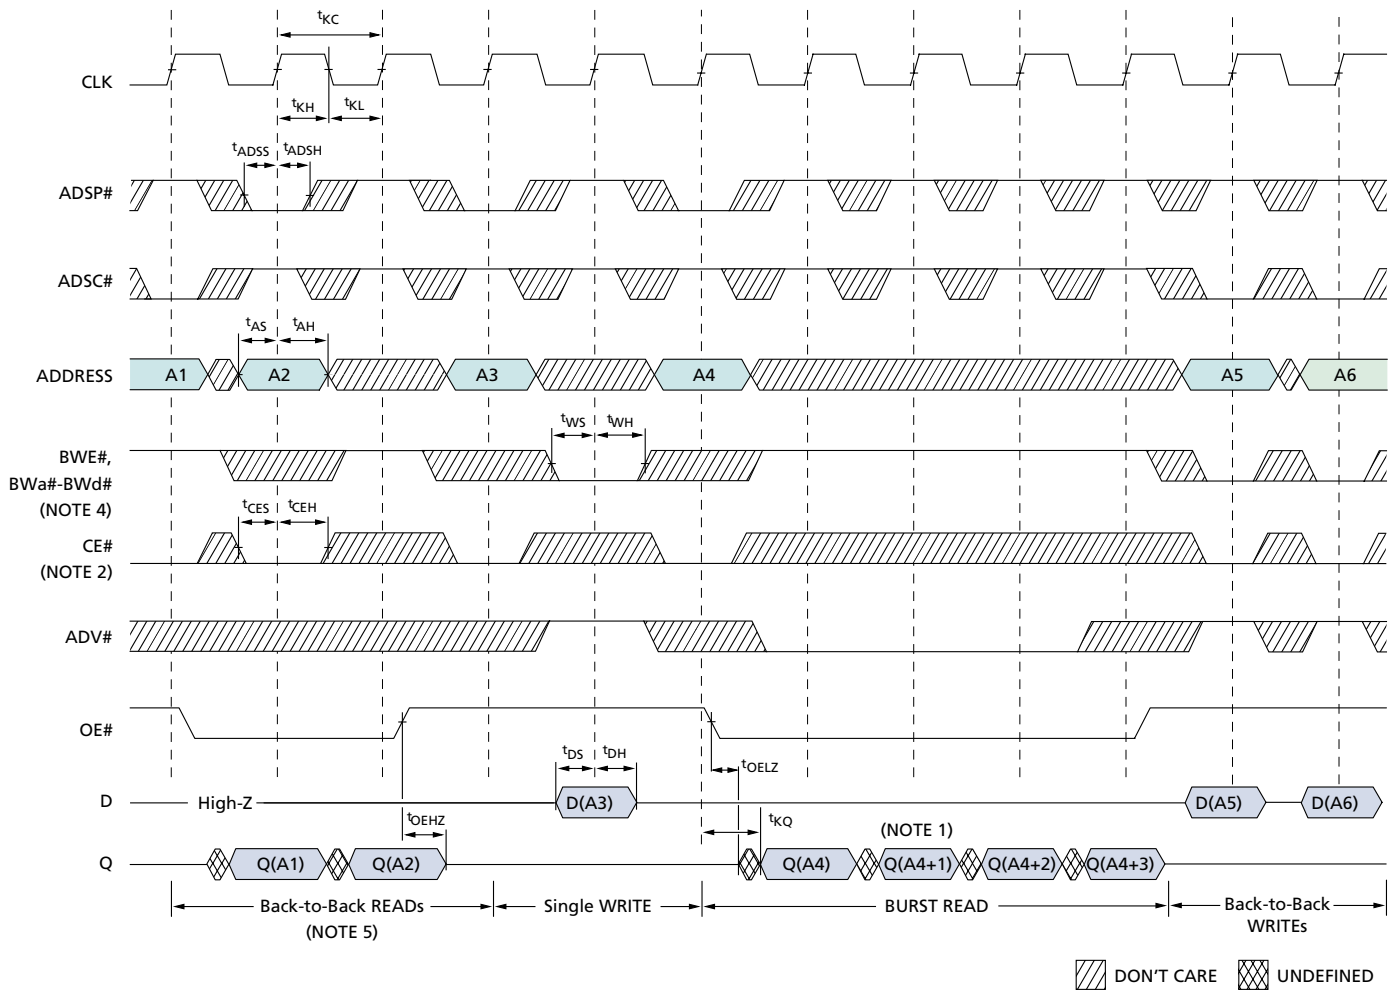 tKC
CLK
tKH
tKL
tADSS
tADSH
ADSP#
ADSC#
tAS
tAH
ADDRESS
A1
A2
A3
A4
A5
A6
tWS
tWH
BWE#,
BWa#-BWd#
(NOTE 4)
tCES
tCEH
CE#
(NOTE 2)
ADV#
OE#
tDS
tDH
tOELZ
D
High-Z
D(A3)
D(A5)
D(A6)
tOEHZ
tKQ
(NOTE 1)
Q
Q(A1)
Q(A2)
Q(A4)
Q(A4+1)
Q(A4+2)
Q(A4+3)
Back-to-Back READs
(NOTE 5)
Single WRITE
BURST READ
Back-to-Back
WRITEs
DON'T CARE
UNDEFINED